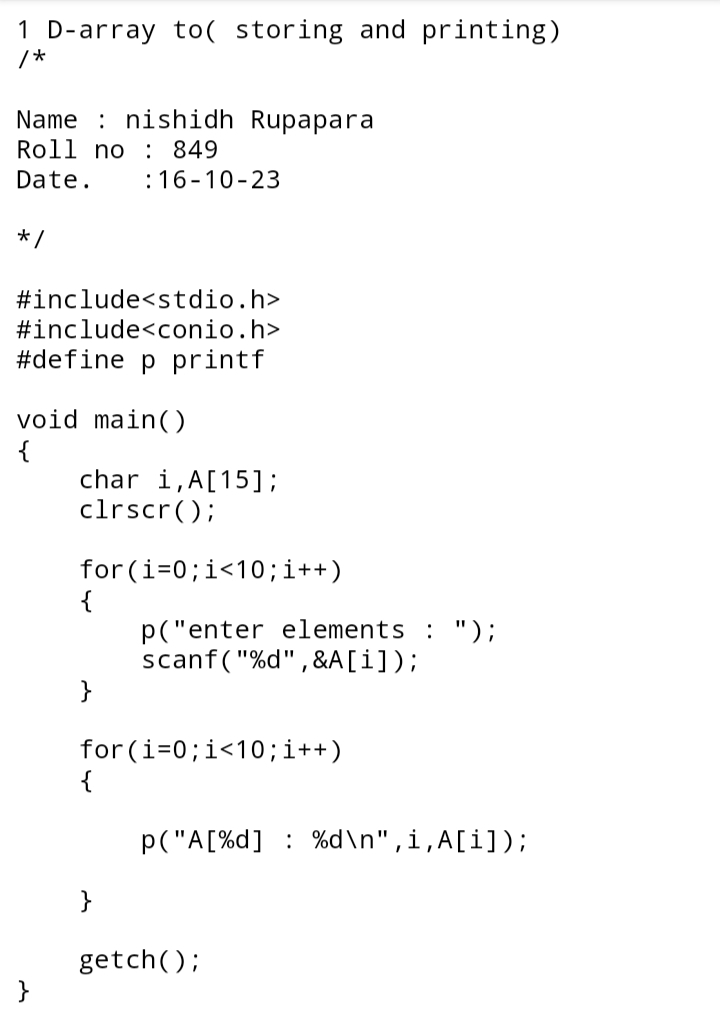 1 D-array to( storing and printing)
/*
Name : nishidh Rupapara
Roll no : 849
Date.   :16-10-23
*/
#include<stdio.h>
#include<conio.h>
#define p printf
void main()
{
    char i,A[15];
    clrscr();
    for(i=0;i<10;i++)
    {
        p("enter elements : ");
        scanf("%d",&A[i]);
    }
    for(i=0;i<10;i++)
    {
        p("A[%d] : %d\n",i,A[i]);
    }
    getch();
}